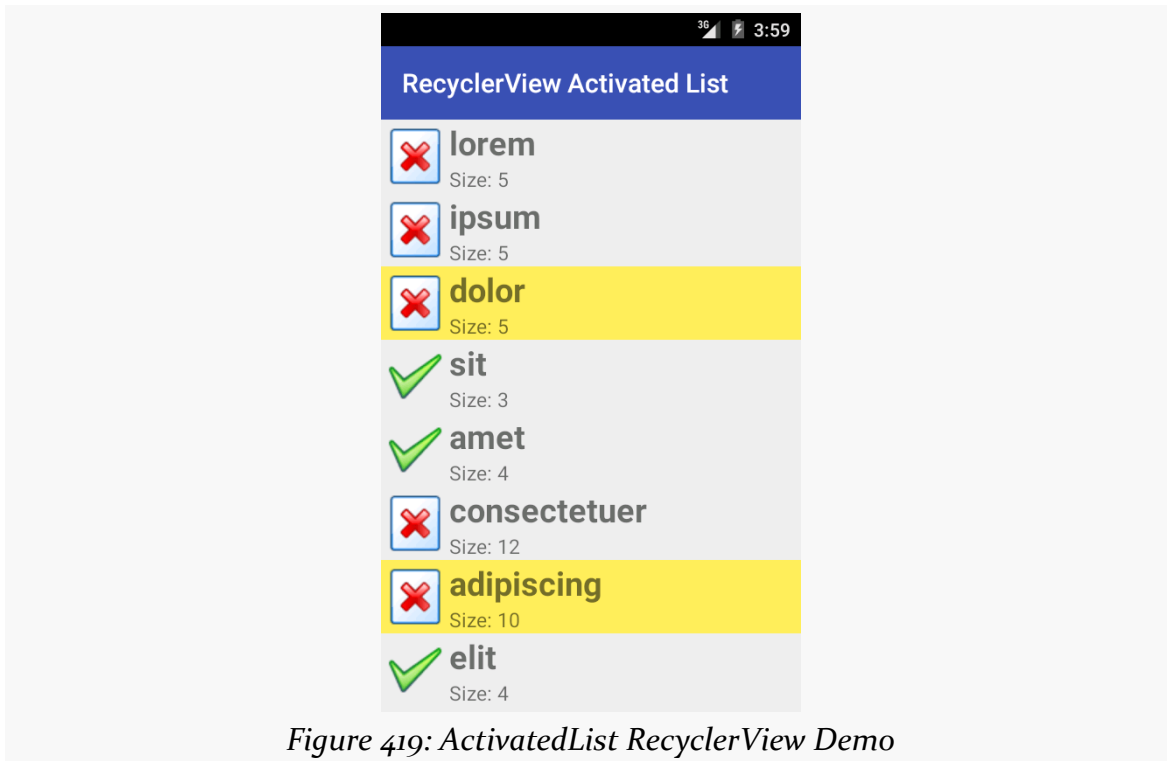 3G 3:59
RecyclerView Activated List
lorem
Size: 5
ipsum
Size: 5
dolor
Size: 5
sit
Size: 3
amet
Size: 4
consectetuer
Size: 12
adipiscing
Size: 10
elit
Size: 4
Figure 419: ActivatedList RecyclerView Demo